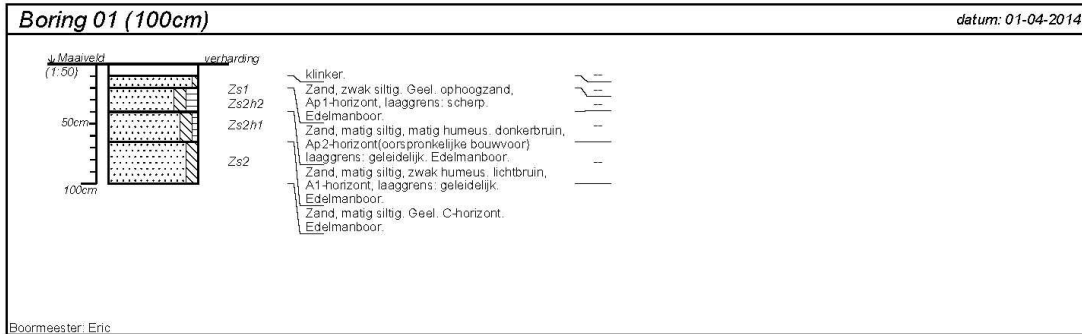 Boring 01 (100cm)
datum: 01-04-2014
↓ Maaiveld
verharding
(1:50)
klinker.
Zs1
Zand, zwak siltig. Geel. ophoogzand,
Zs2h2
Ap1-horizont, laaggrens: scherp.
Edelmanboor.
50cm
Zs2h1
Zand, matig siltig, matig humeus. donkerbruin,
Ap2-horizont(oorspronkelijke bouwvoor)
laaggrens: geleidelijk. Edelmanboor.
Zs2
Zand, matig siltig, zwak humeus. lichtbruin,
A1-horizont, laaggrens: geleidelijk.
100cm
Edelmanboor.
Zand, matig siltig. Geel. C-horizont.
Edelmanboor.
--
--
--
--
--
Boormeester: Eric